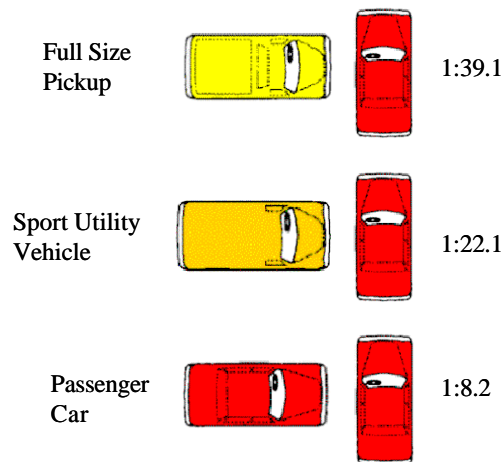 Full Size
Pickup
1:39.1
Sport Utility
Vehicle
1:22.1
Passenger
Car
1:8.2